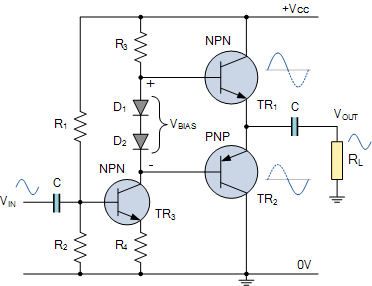 +Vcc
R₃
NPN
+
D₁
TR₁
C
VOUT
R₁
VBIAS
D₂
PNP
RL
-
NPN
VIN
C
TR₃
TR₂
R₂
R₄
0V